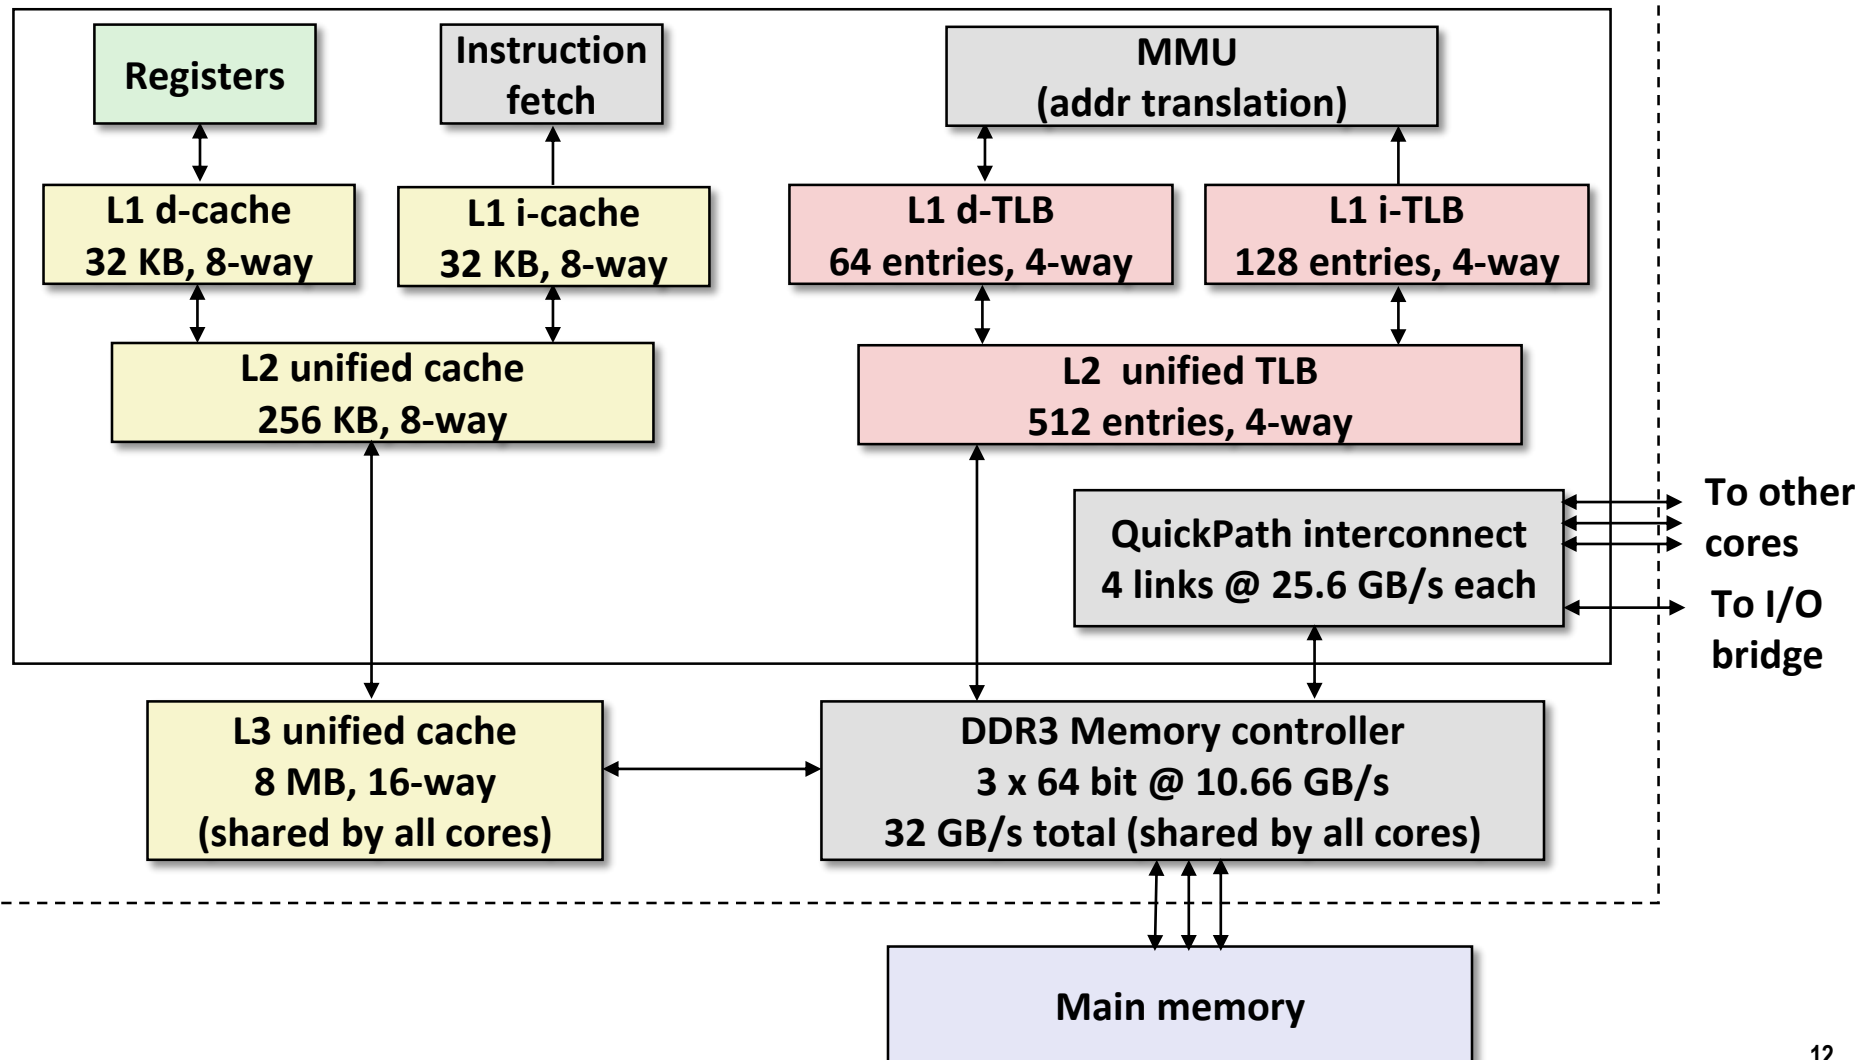 Registers
Instruction
fetch
MMU
(addr translation)
L1 d-cache
32 KB, 8-way
L1 i-cache
32 KB, 8-way
L1 d-TLB
64 entries, 4-way
L1 i-TLB
128 entries, 4-way
L2 unified cache
256 KB, 8-way
L2  unified TLB
512 entries, 4-way
QuickPath interconnect
4 links @ 25.6 GB/s each
To other
cores
To I/O
bridge
L3 unified cache
8 MB, 16-way
(shared by all cores)
DDR3 Memory controller
3 x 64 bit @ 10.66 GB/s
32 GB/s total (shared by all cores)
Main memory
12